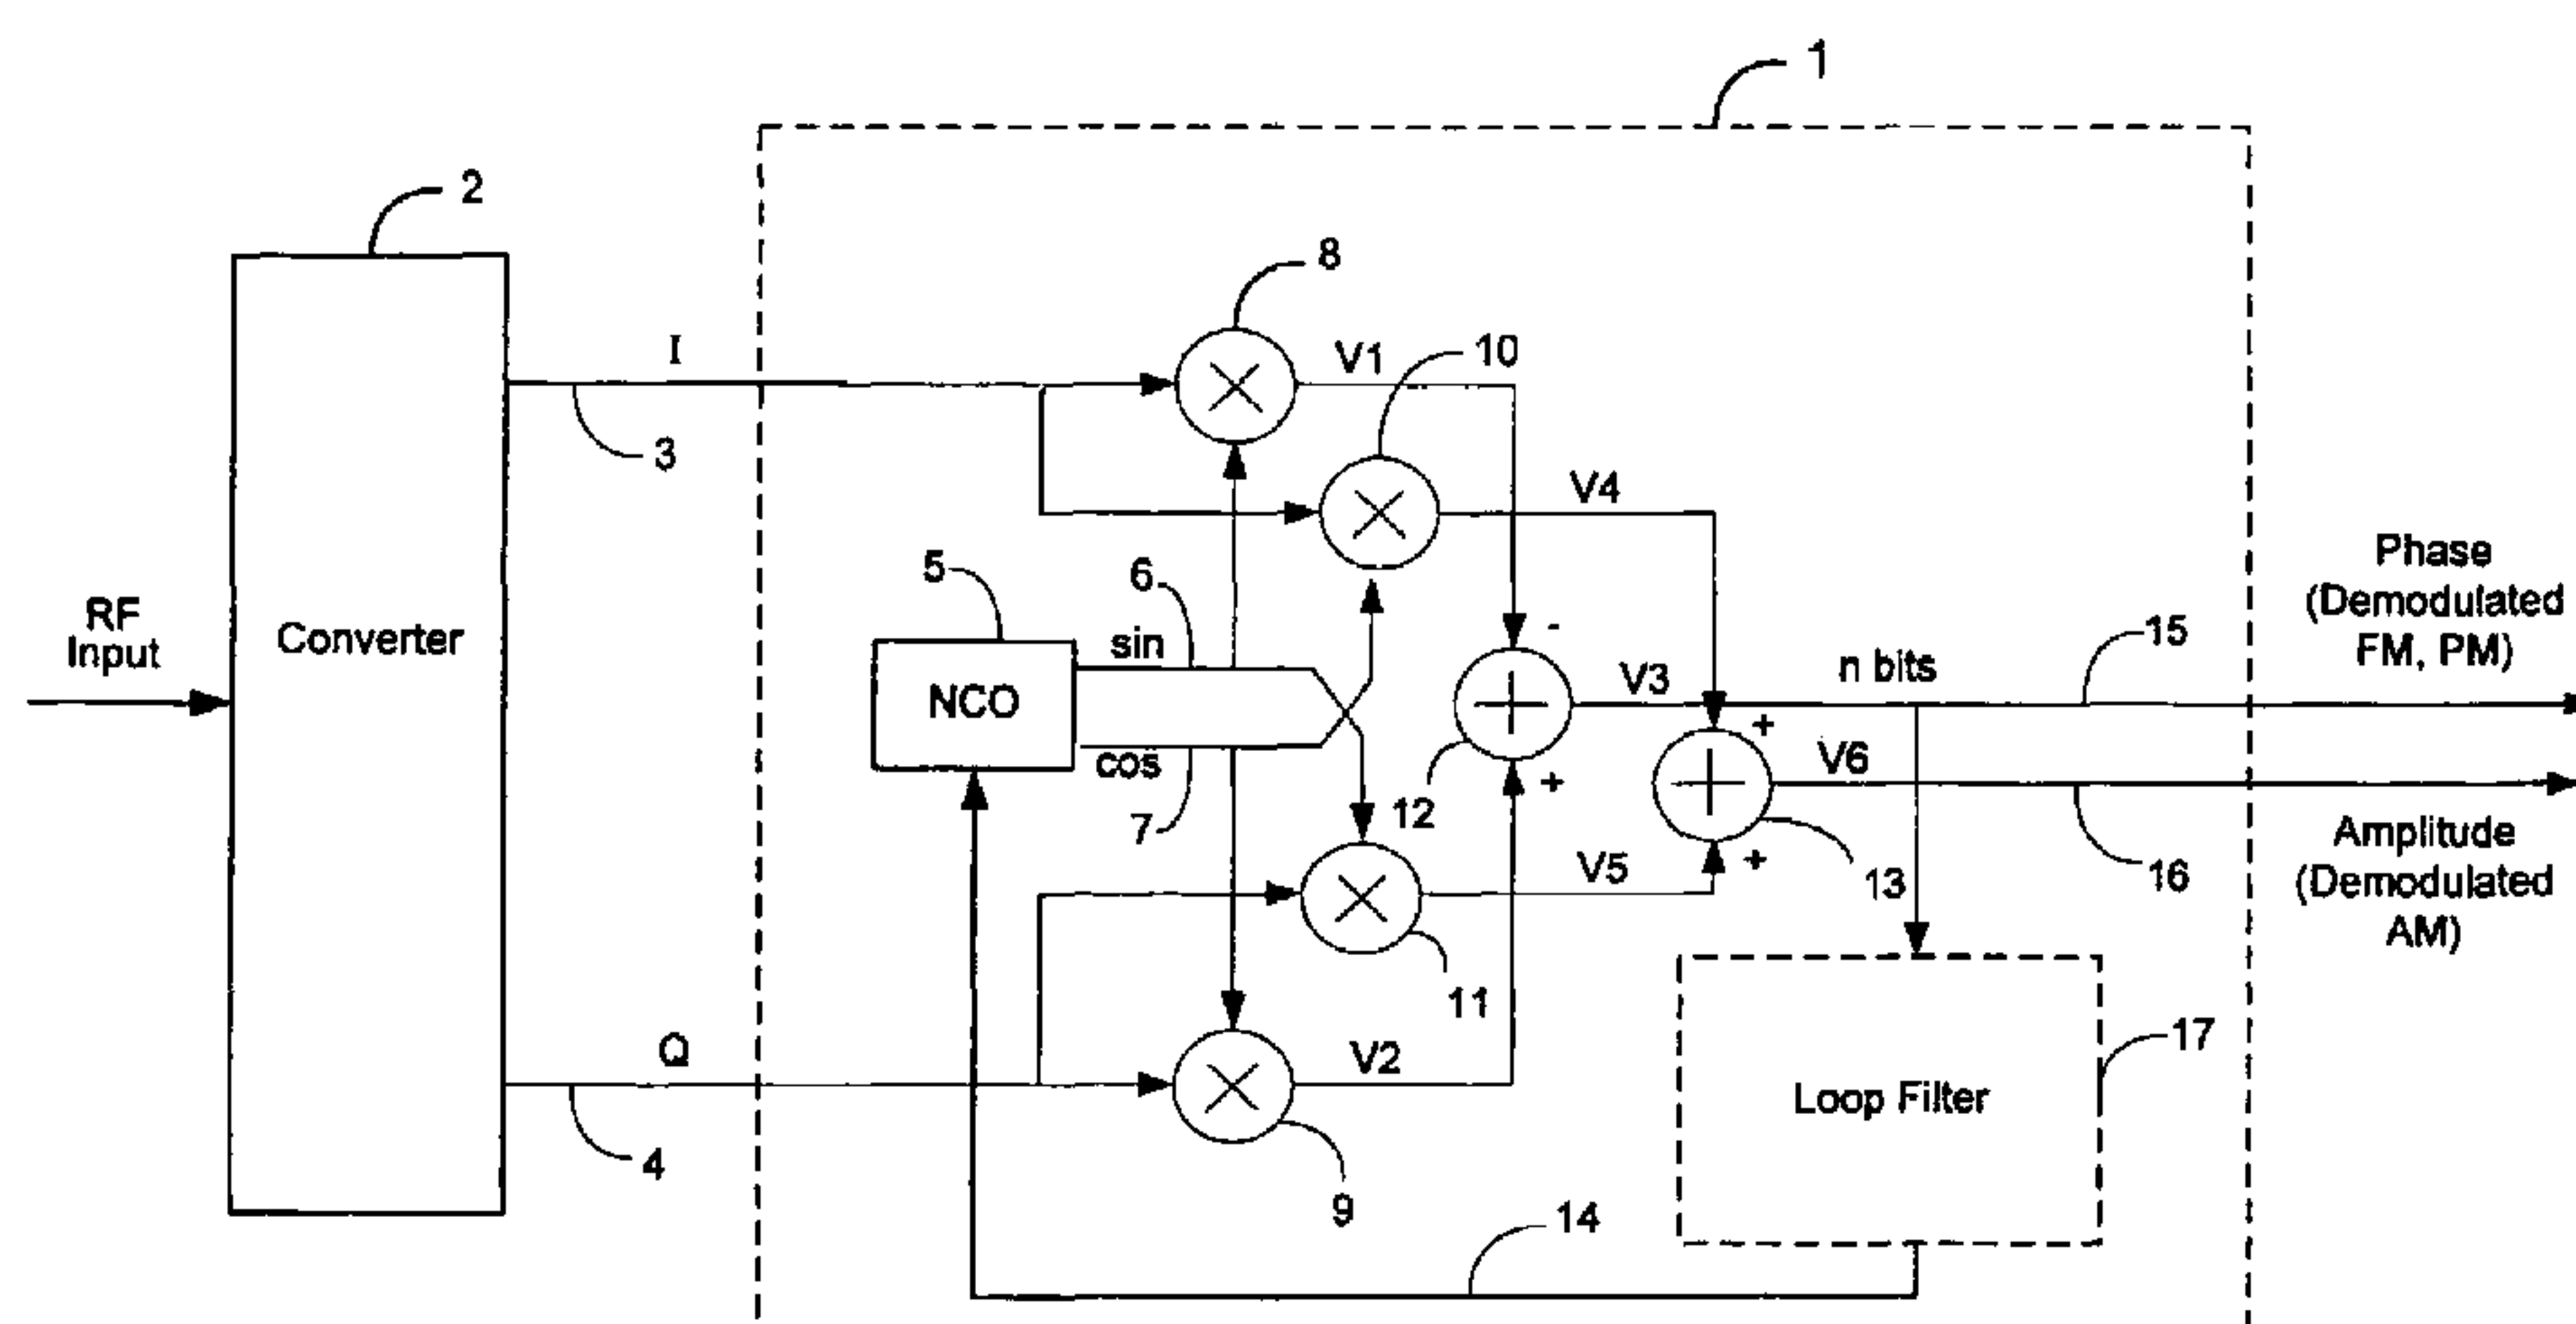 1
2
8
I
V1
10
3
V4
5
6
sin
RF
Input
Converter
NCO
cos
7
-
V3
n bits
15
Phase
(Demodulated
FM, PM)
+
12
+
V6
13
16
Amplitude
(Demodulated
AM)
V5
+
11
Q
V2
17
Loop Filter
4
9
14